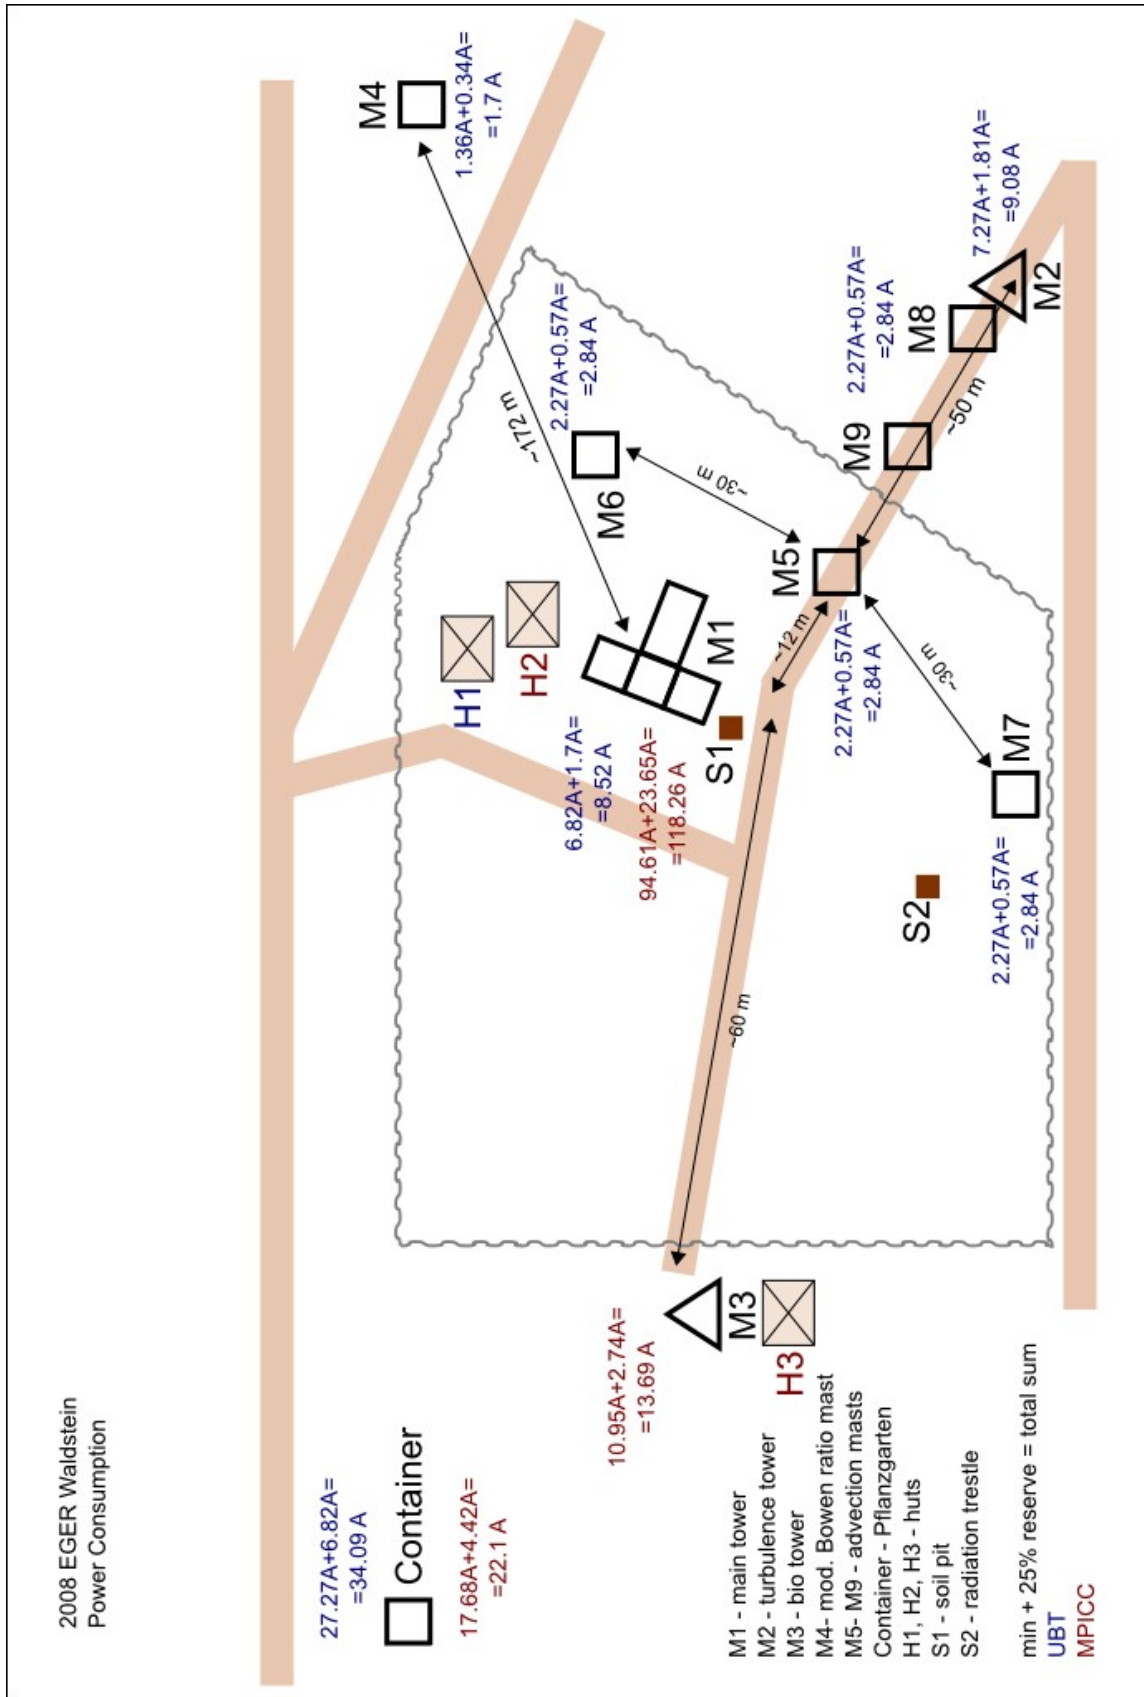 2008 EGER Waldstein
Power Consumption
27.27A+6.82A=
=34.09 A
Container
17.68A+4.42A=
=22.1 A
10.95A+2.74A=
=13.69 A
M3
H3
~60 m
H1
H2
6.82A+1.7A=
=8.52 A
94.61A+23.65A=
=118.26 A
M1
S1
~172 m
M4
1.36A+0.34A=
=1.7 A
2.27A+0.57A=
=2.84 A
M6
~30 m
M5
~12 m
2.27A+0.57A=
=2.84 A
~30 m
M7
2.27A+0.57A=
=2.84 A
S2
M9
2.27A+0.57A=
=2.84 A
M8
~50 m
7.27A+1.81A=
=9.08 A
M2
M1 - main tower
M2 - turbulence tower
M3 - bio tower
M4- mod. Bowen ratio mast
M5- M9 - advection masts
Container - Pflanzgarten
H1, H2, H3 - huts
S1 - soil pit
S2 - radiation trestle
min + 25% reserve = total sum
UBT
MPICC